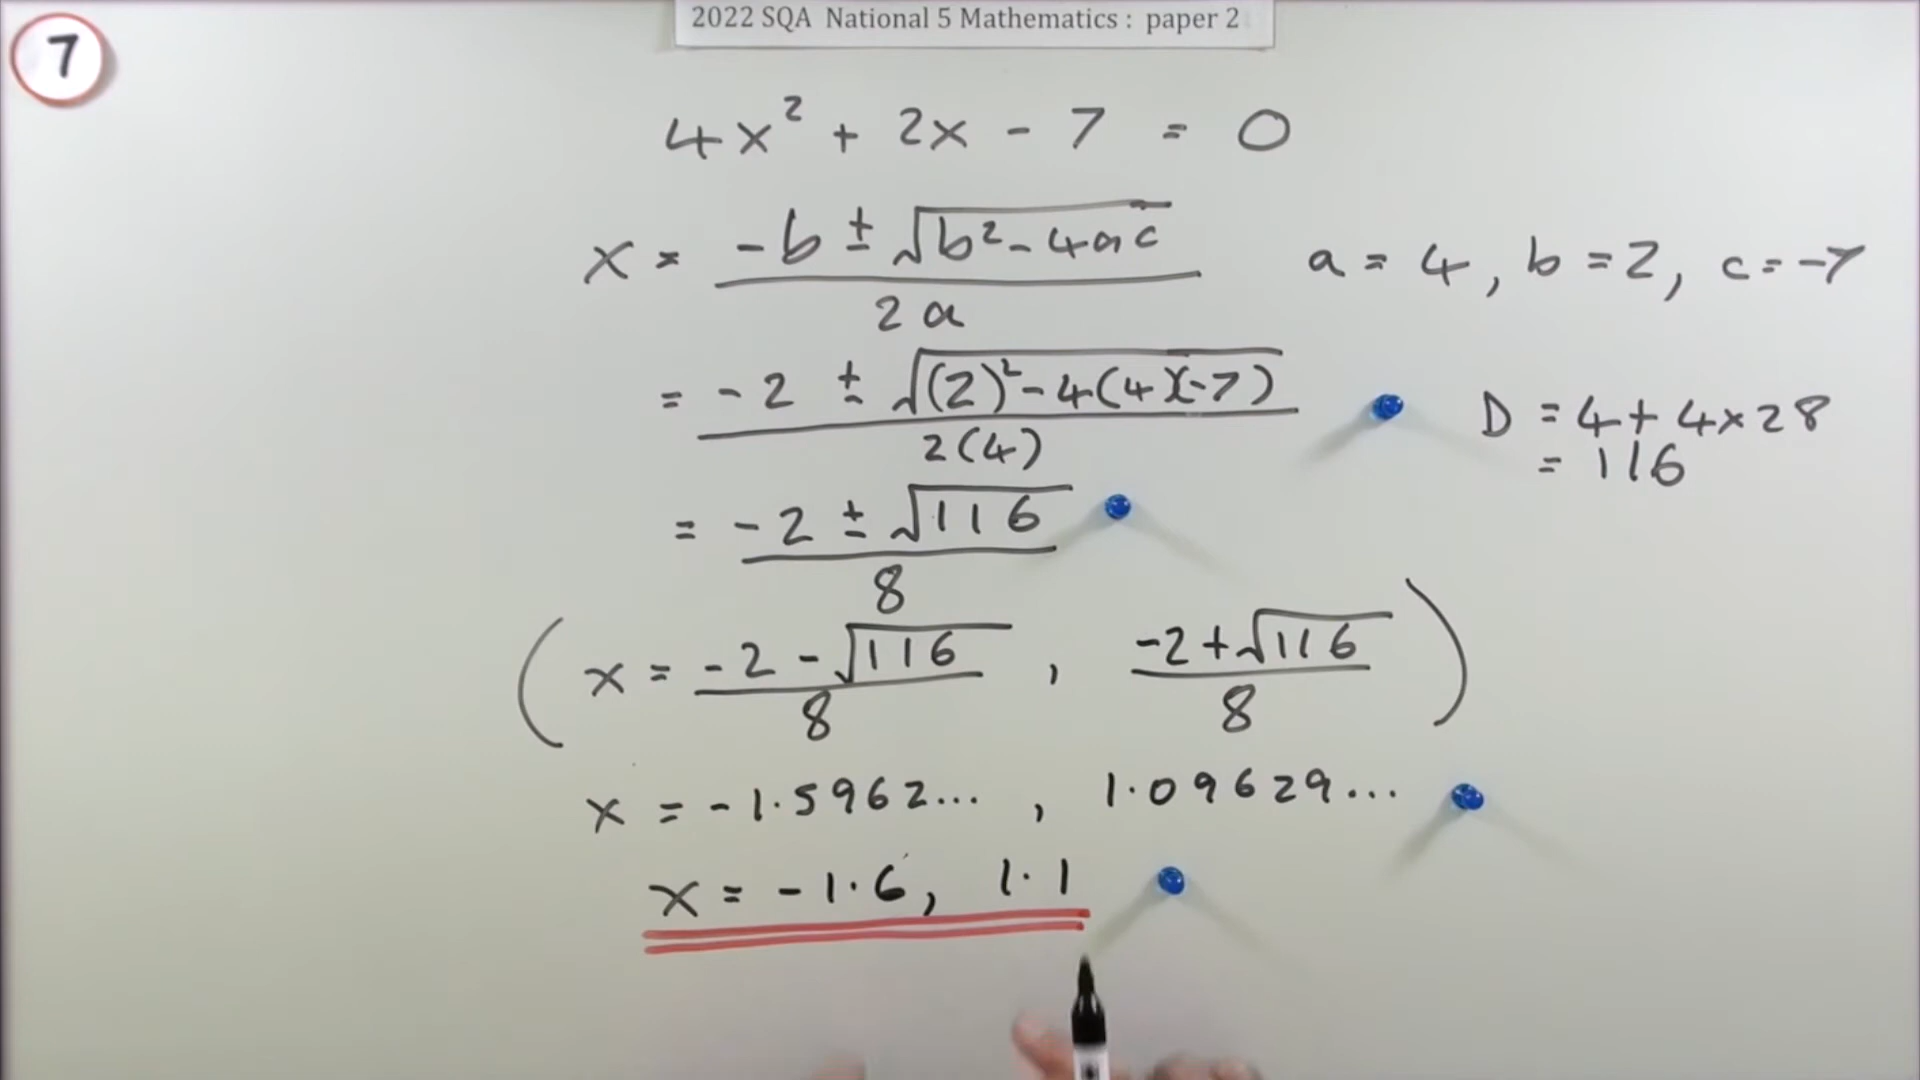 2022 SQA National 5 Mathematics : paper 2
7
4x² + 2x - 7 = 0
x = (-b ± √(b² - 4ac)) / 2a
a = 4, b = 2, c = -7
= (-2 ± √((2)² - 4(4)(-7))) / 2(4)
D = 4 + 4×28
= 116
= (-2 ± √116) / 8
(x = (-2 - √116) / 8 , (-2 + √116) / 8)
x = -1.5962... , 1.09629...
x = -1.6, 1.1